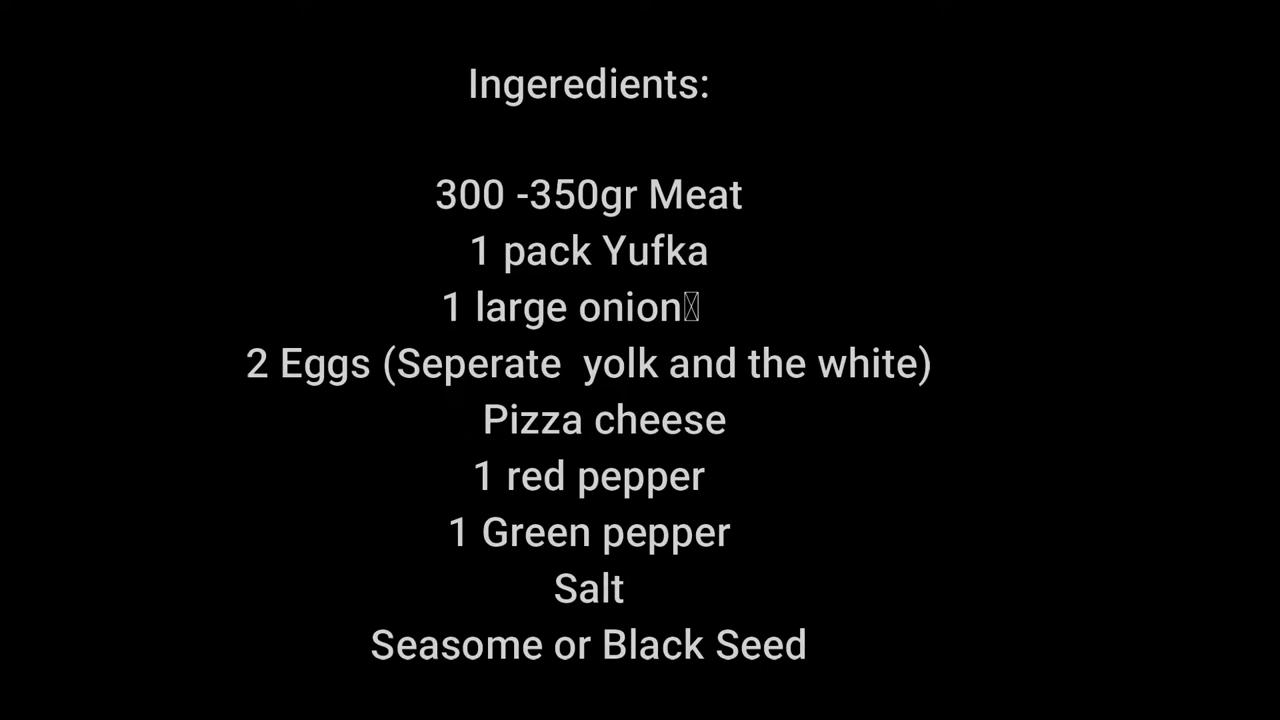 Ingeredients:
300 -350gr Meat
1 pack Yufka
1 large onion
2 Eggs (Seperate  yolk and the white)
Pizza cheese
1 red pepper
1 Green pepper
Salt
Seasome or Black Seed